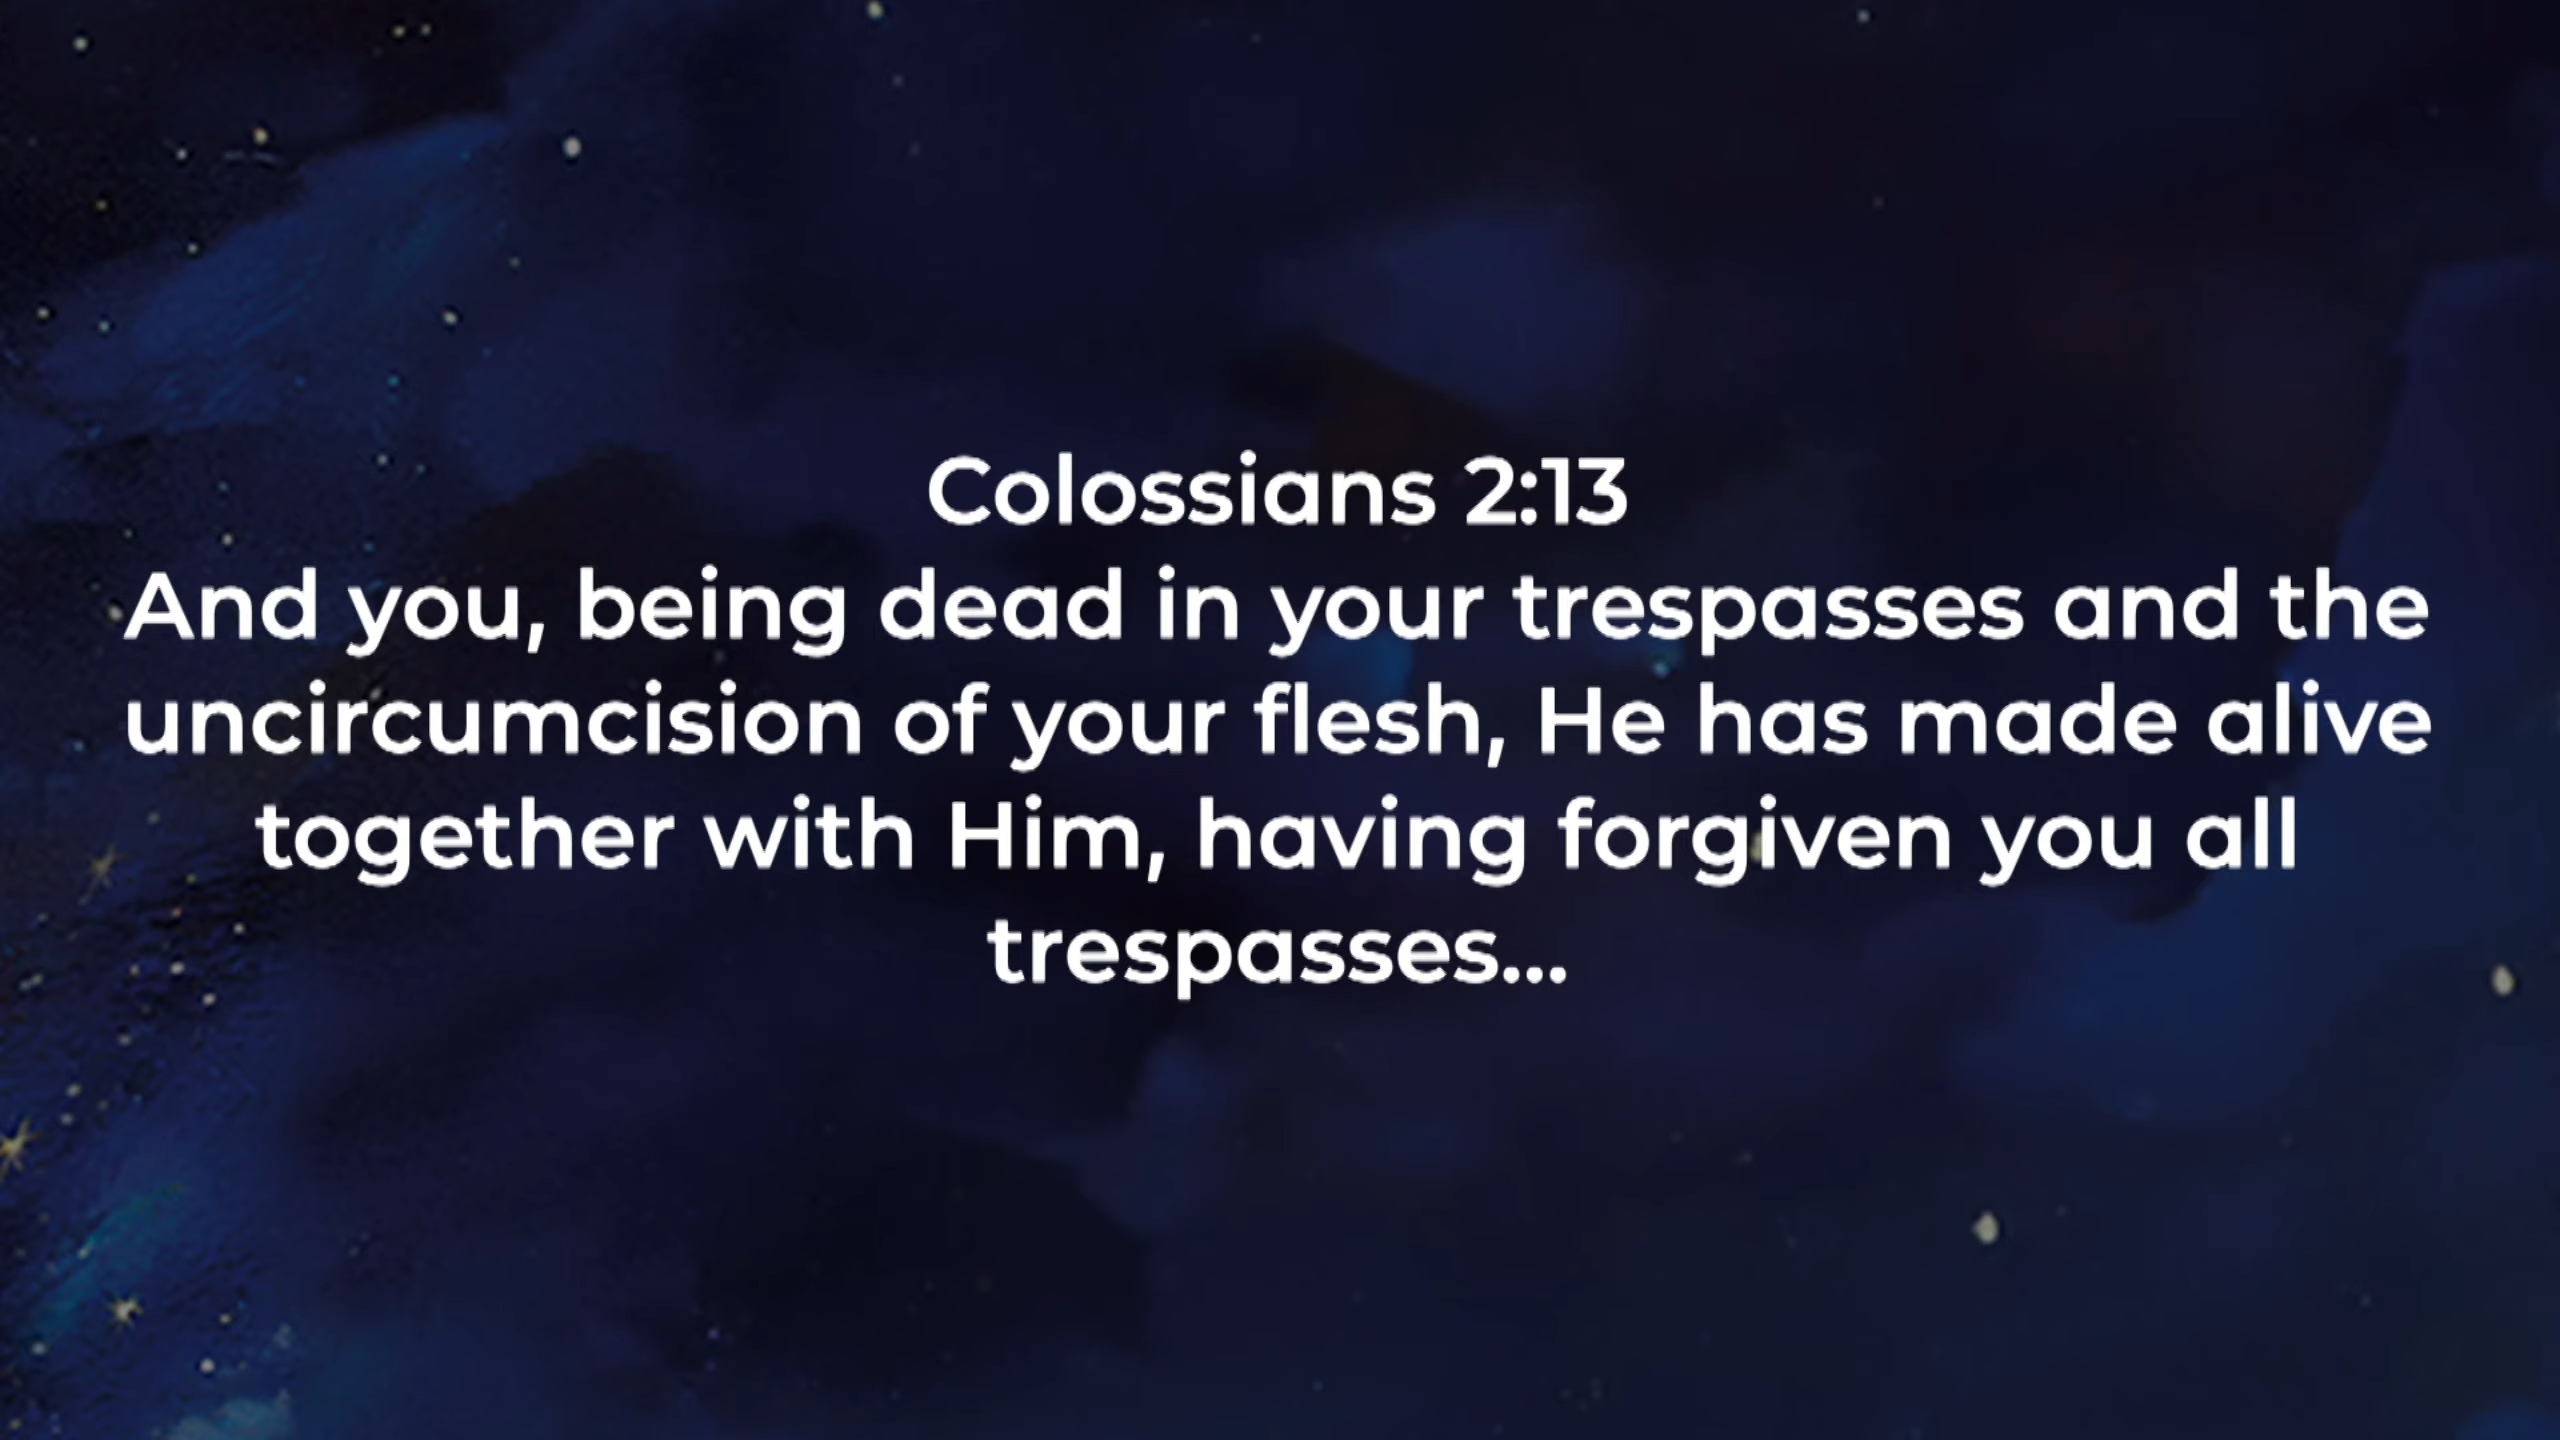 Colossians 2:13
And you, being dead in your trespasses and the
uncircumcision of your flesh, He has made alive
together with Him, having forgiven you all
trespasses...